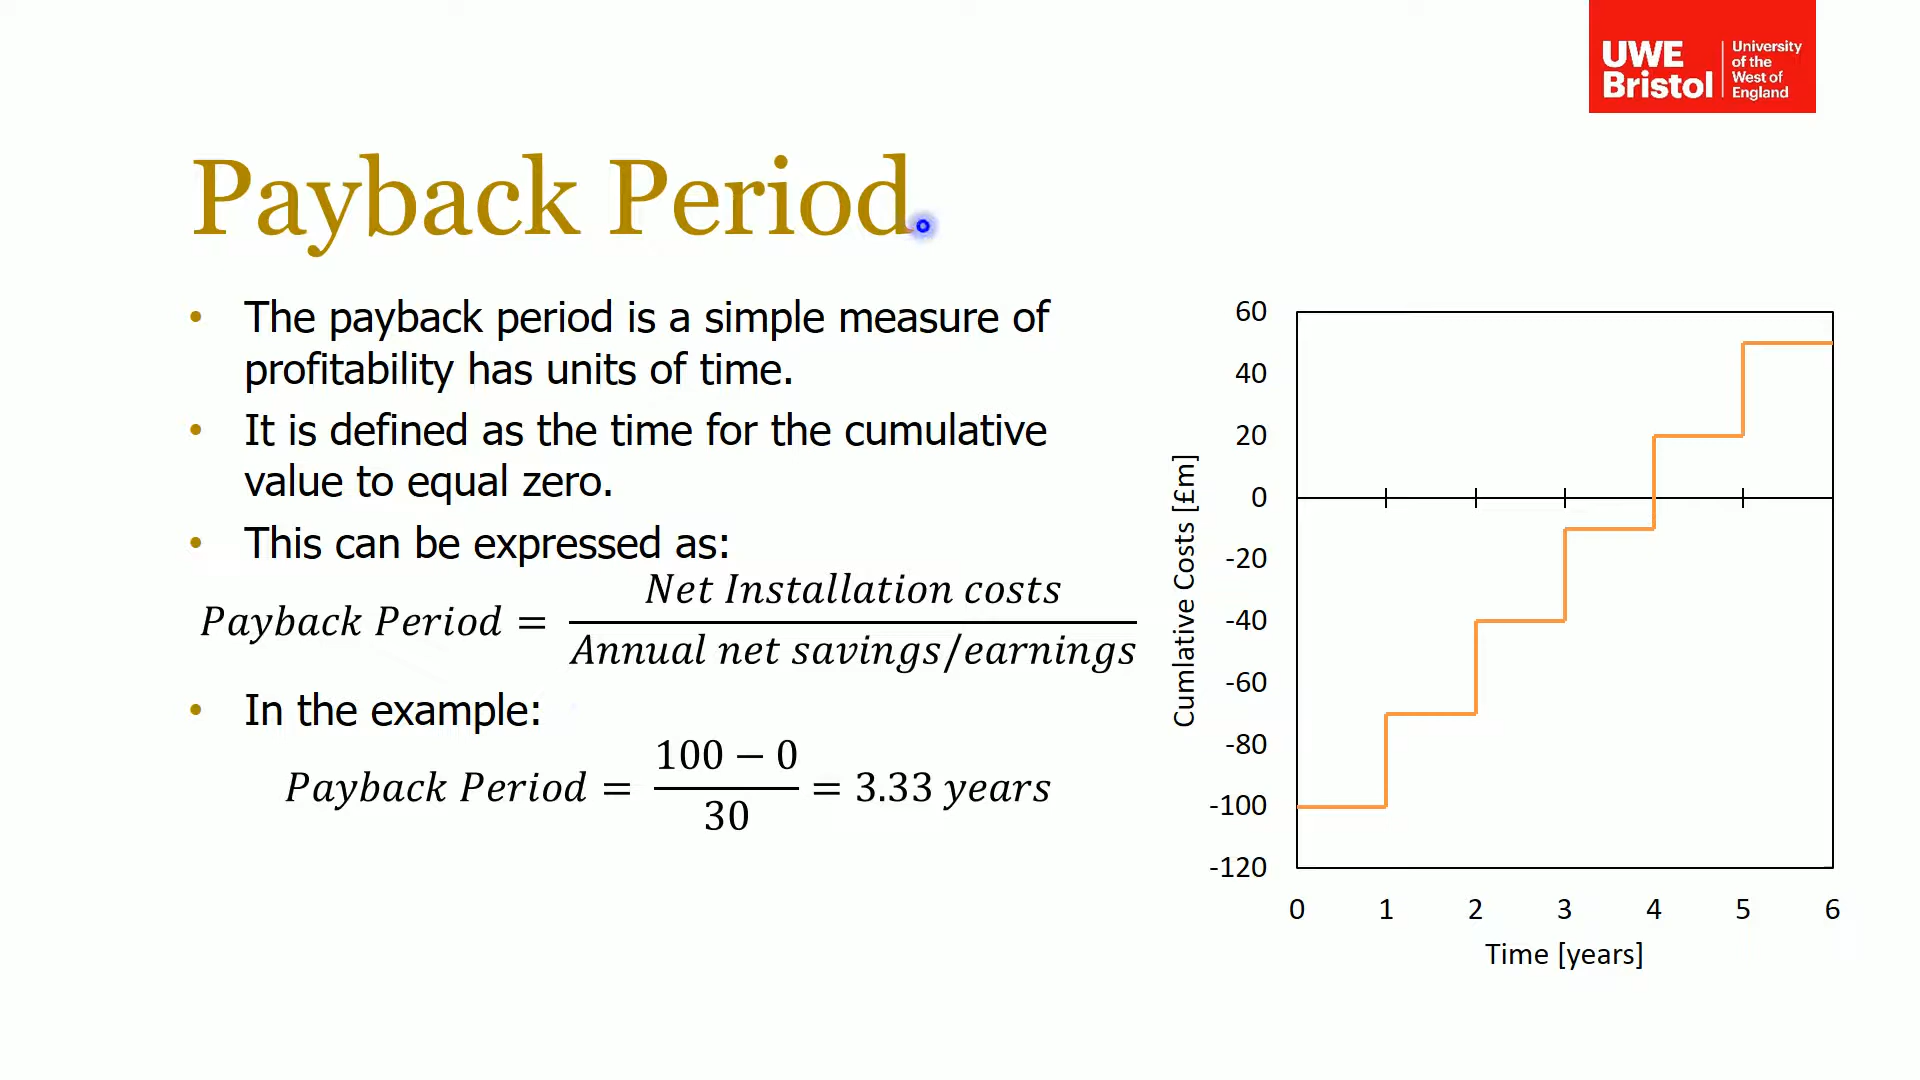 UWE
Bristol
University
of the
West of
England
Payback Period
• The payback period is a simple measure of
profitability has units of time.
• It is defined as the time for the cumulative
value to equal zero.
• This can be expressed as:
Payback Period = Net Installation costs / Annual net savings/earnings
• In the example:
Payback Period = 100 − 0 / 30 = 3.33 years
Cumlative Costs [£m]
60
40
20
0
-20
-40
-60
-80
-100
-120
0 1 2 3 4 5 6
Time [years]